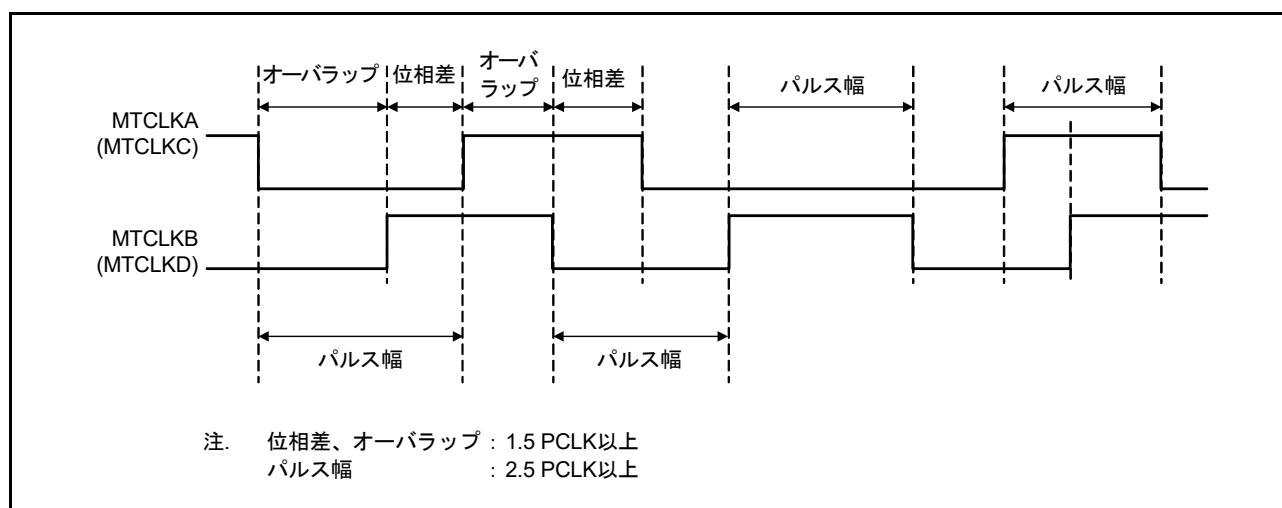 オーバラップ
位相差
オーバ
ラップ
位相差
パルス幅
パルス幅
MTCLKA
(MTCLKC)
MTCLKB
(MTCLKD)
パルス幅
パルス幅
注. 位相差、オーバラップ : 1.5 PCLK以上
パルス幅 : 2.5 PCLK以上